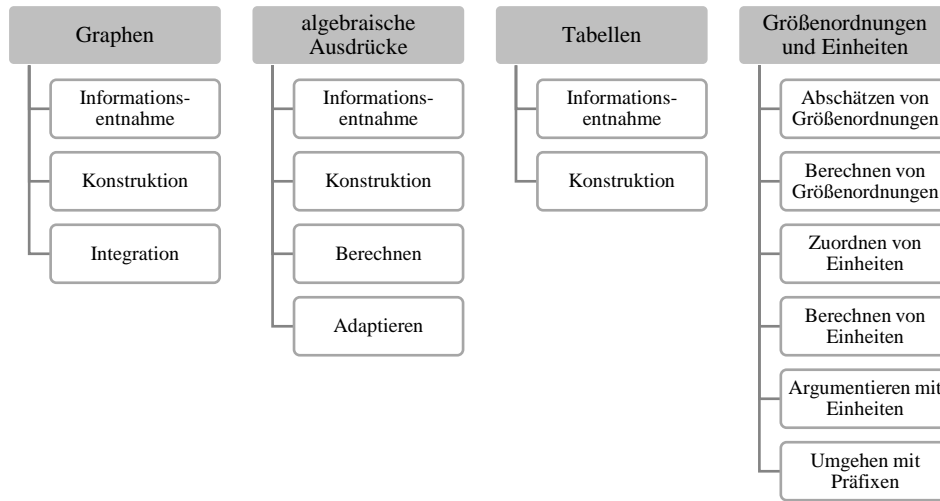 Graphen
Informations-
entnahme
Konstruktion
Integration
algebraische
Ausdrücke
Informations-
entnahme
Konstruktion
Berechnen
Adaptieren
Tabellen
Informations-
entnahme
Konstruktion
Größenordnungen
und Einheiten
Abschätzen von
Größenordnungen
Berechnen von
Größenordnungen
Zuordnen von
Einheiten
Berechnen von
Einheiten
Argumentieren mit
Einheiten
Umgehen mit
Präfixen